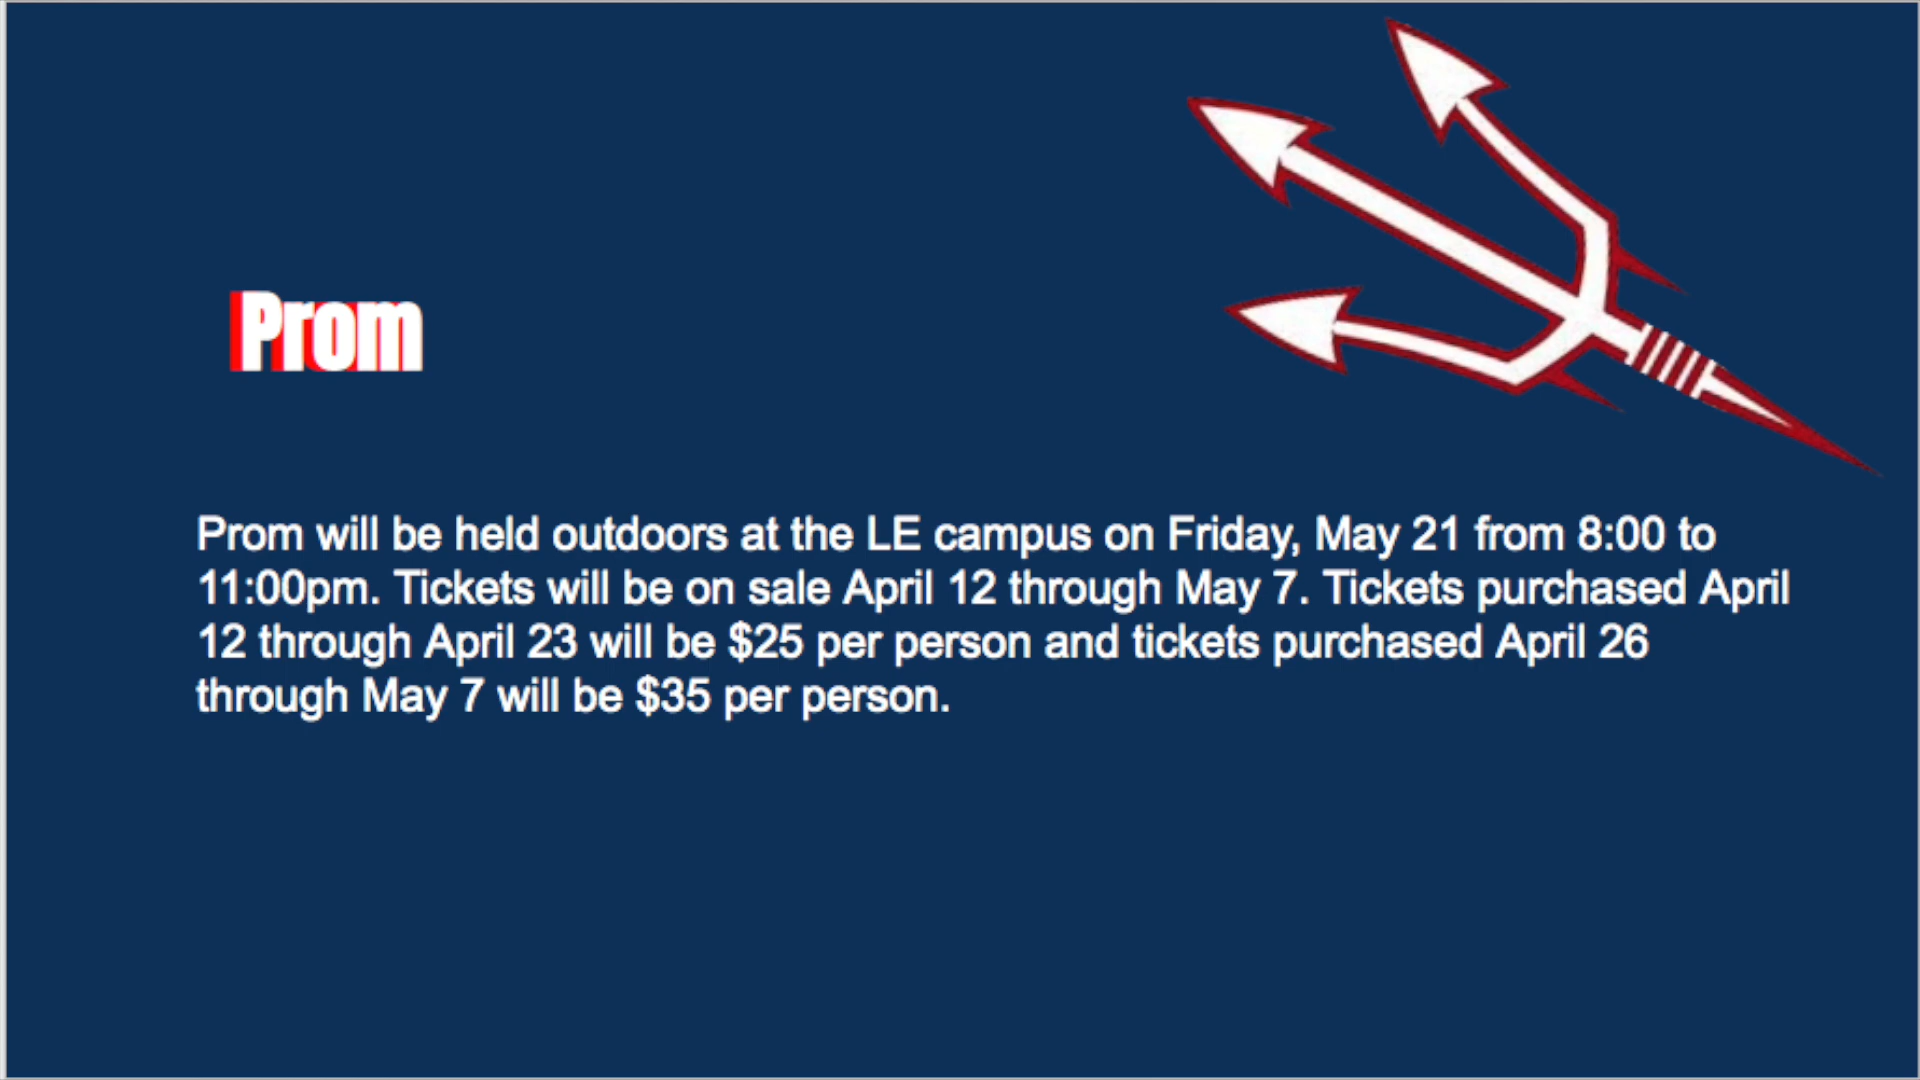 Prom
Prom will be held outdoors at the LE campus on Friday, May 21 from 8:00 to
11:00pm. Tickets will be on sale April 12 through May 7. Tickets purchased April
12 through April 23 will be $25 per person and tickets purchased April 26
through May 7 will be $35 per person.